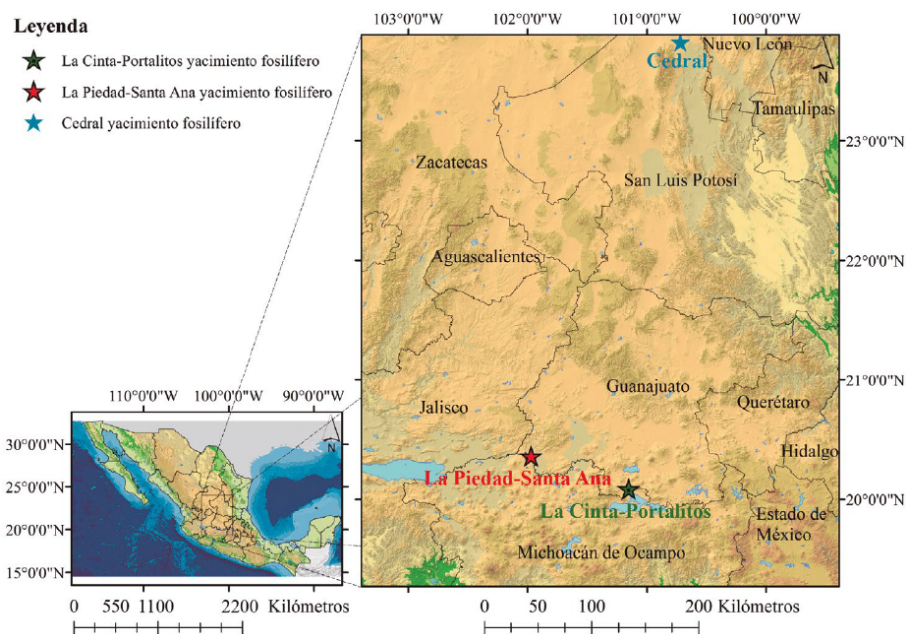 Leyenda
La Cinta-Portalitos yacimiento fosilífero
La Piedad-Santa Ana yacimiento fosilífero
Cedral yacimiento fosilífero
103°0'0"W 102°0'0"W 101°0'0"W 100°0'0"W
Cedral
Nuevo León
N
Tamaulipas
23°0'0"N
Zacatecas
San Luis Potosí
Aguascalientes
22°0'0"N
Guanajuato
21°0'0"N
Jalisco
Querétaro
Hidalgo
La Piedad-Santa Ana
20°0'0"N
La Cinta-Portalitos
Estado de
México
Michoacán de Ocampo
110°0'0"W 100°0'0"W 90°0'0"W
N
30°0'0"N
25°0'0"N
20°0'0"N
15°0'0"N
0 550 1100 2200 Kilómetros
0 50 100 200 Kilómetros